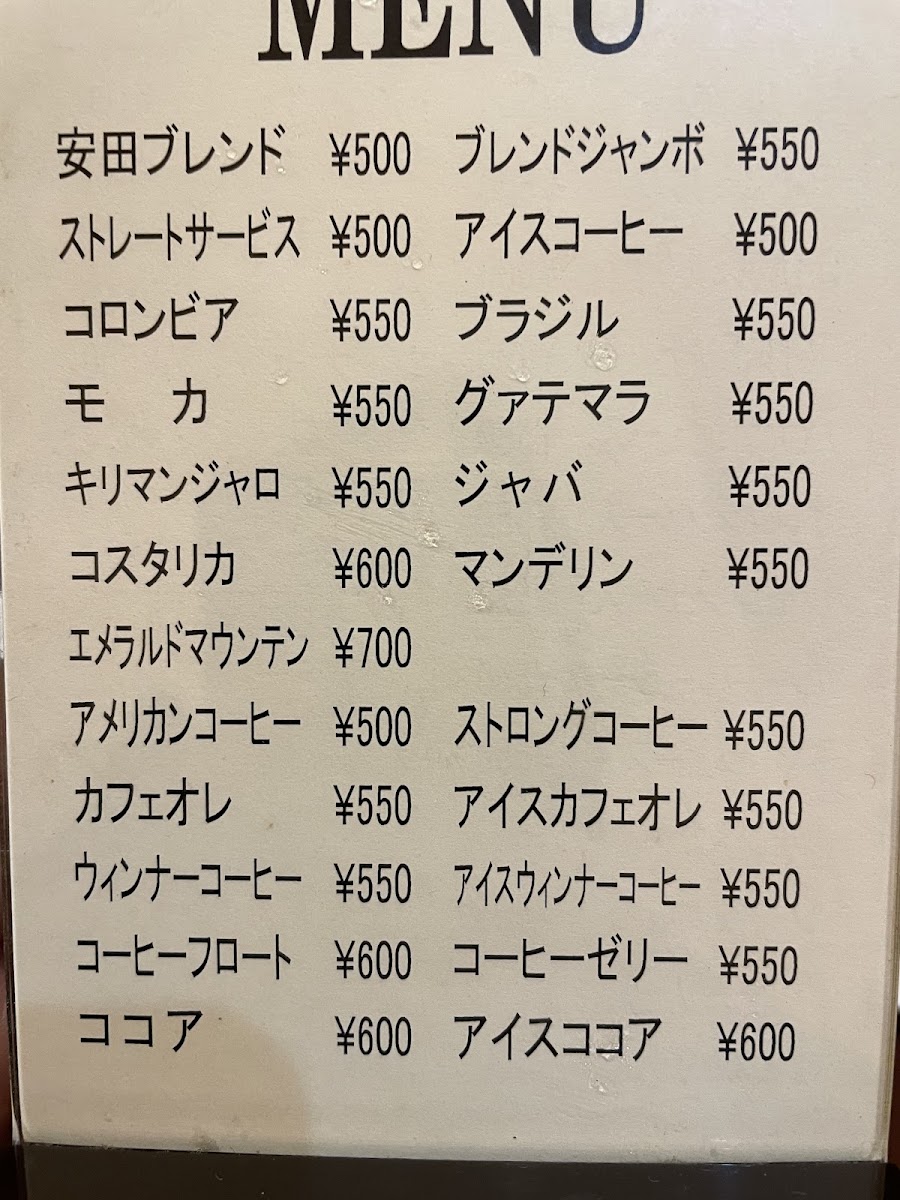 MENU
安田ブレンド ¥500 ブレンドジャンボ ¥550
ストレートサービス ¥500 アイスコーヒー ¥500
コロンビア ¥550 ブラジル ¥550
モ カ ¥550 グァテマラ ¥550
キリマンジャロ ¥550 ジャバ ¥550
コスタリカ ¥600 マンデリン ¥550
エメラルドマウンテン ¥700
アメリカンコーヒー ¥500 ストロングコーヒー ¥550
カフェオレ ¥550 アイスカフェオレ ¥550
ウィンナーコーヒー ¥550 アイスウィンナーコーヒー ¥550
コーヒーフロート ¥600 コーヒーゼリー ¥550
ココア ¥600 アイスココア ¥600